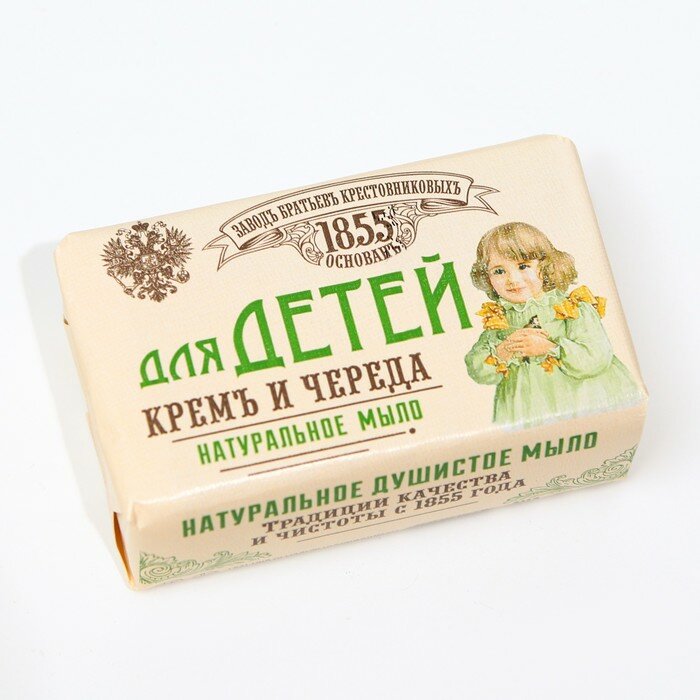 ЗАВОДЪ БРАТЬЕВЪ КРЕСТОВНИКОВЫХЪ
1855
ОСНОВАНЪ
ДЛЯ ДЕТЕЙ
КРЕМЪ И ЧЕРЕДА
НАТУРАЛЬНОЕ МЫЛО
НАТУРАЛЬНОЕ ДУШИСТОЕ МЫЛО
ТРАДИЦИИ КАЧЕСТВА
И ЧИСТОТЫ С 1855 ГОДА